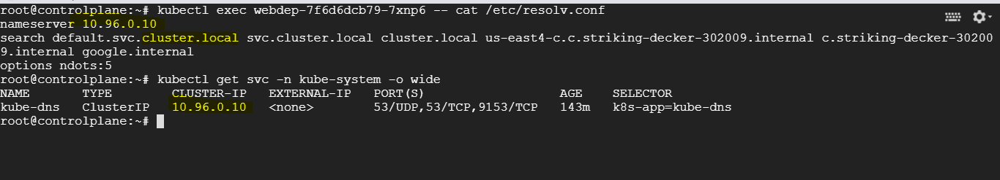 root@controlplane:~# kubectl exec webdep-7f6d6dcb79-7xnp6 -- cat /etc/resolv.conf
nameserver 10.96.0.10
search default.svc.cluster.local svc.cluster.local cluster.local us-east4-c.c.striking-decker-302009.internal c.striking-decker-30200
9.internal google.internal
options ndots:5
root@controlplane:~# kubectl get svc -n kube-system -o wide
NAME TYPE CLUSTER-IP EXTERNAL-IP PORT(S) AGE SELECTOR
kube-dns ClusterIP 10.96.0.10 <none> 53/UDP,53/TCP,9153/TCP 143m k8s-app=kube-dns
root@controlplane:~#